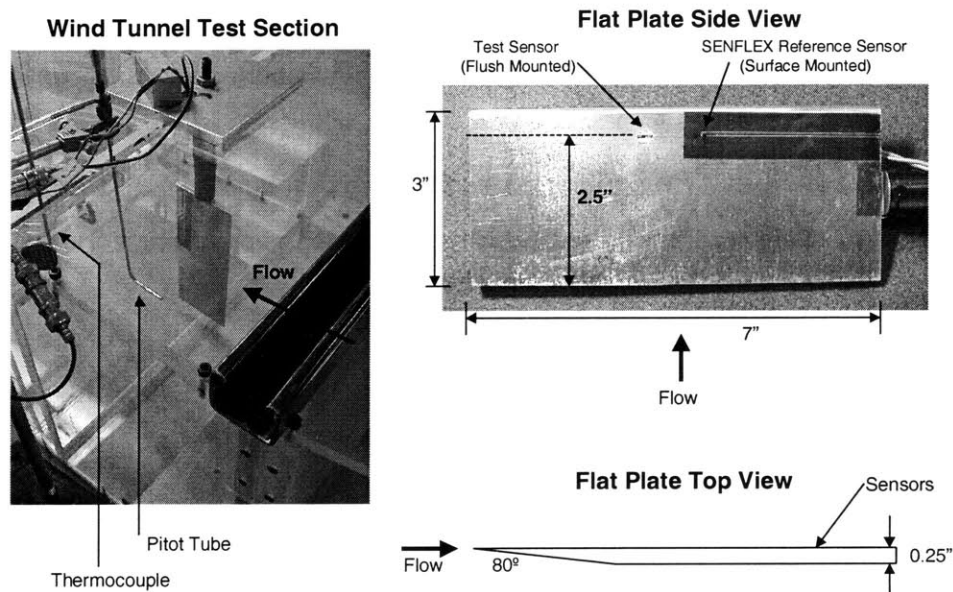 Wind Tunnel Test Section
Flow
Pitot Tube
Thermocouple
Flat Plate Side View
Test Sensor
(Flush Mounted)
SENFLEX Reference Sensor
(Surface Mounted)
3”
2.5”
7”
Flow
Flat Plate Top View
Sensors
Flow
80º
0.25”